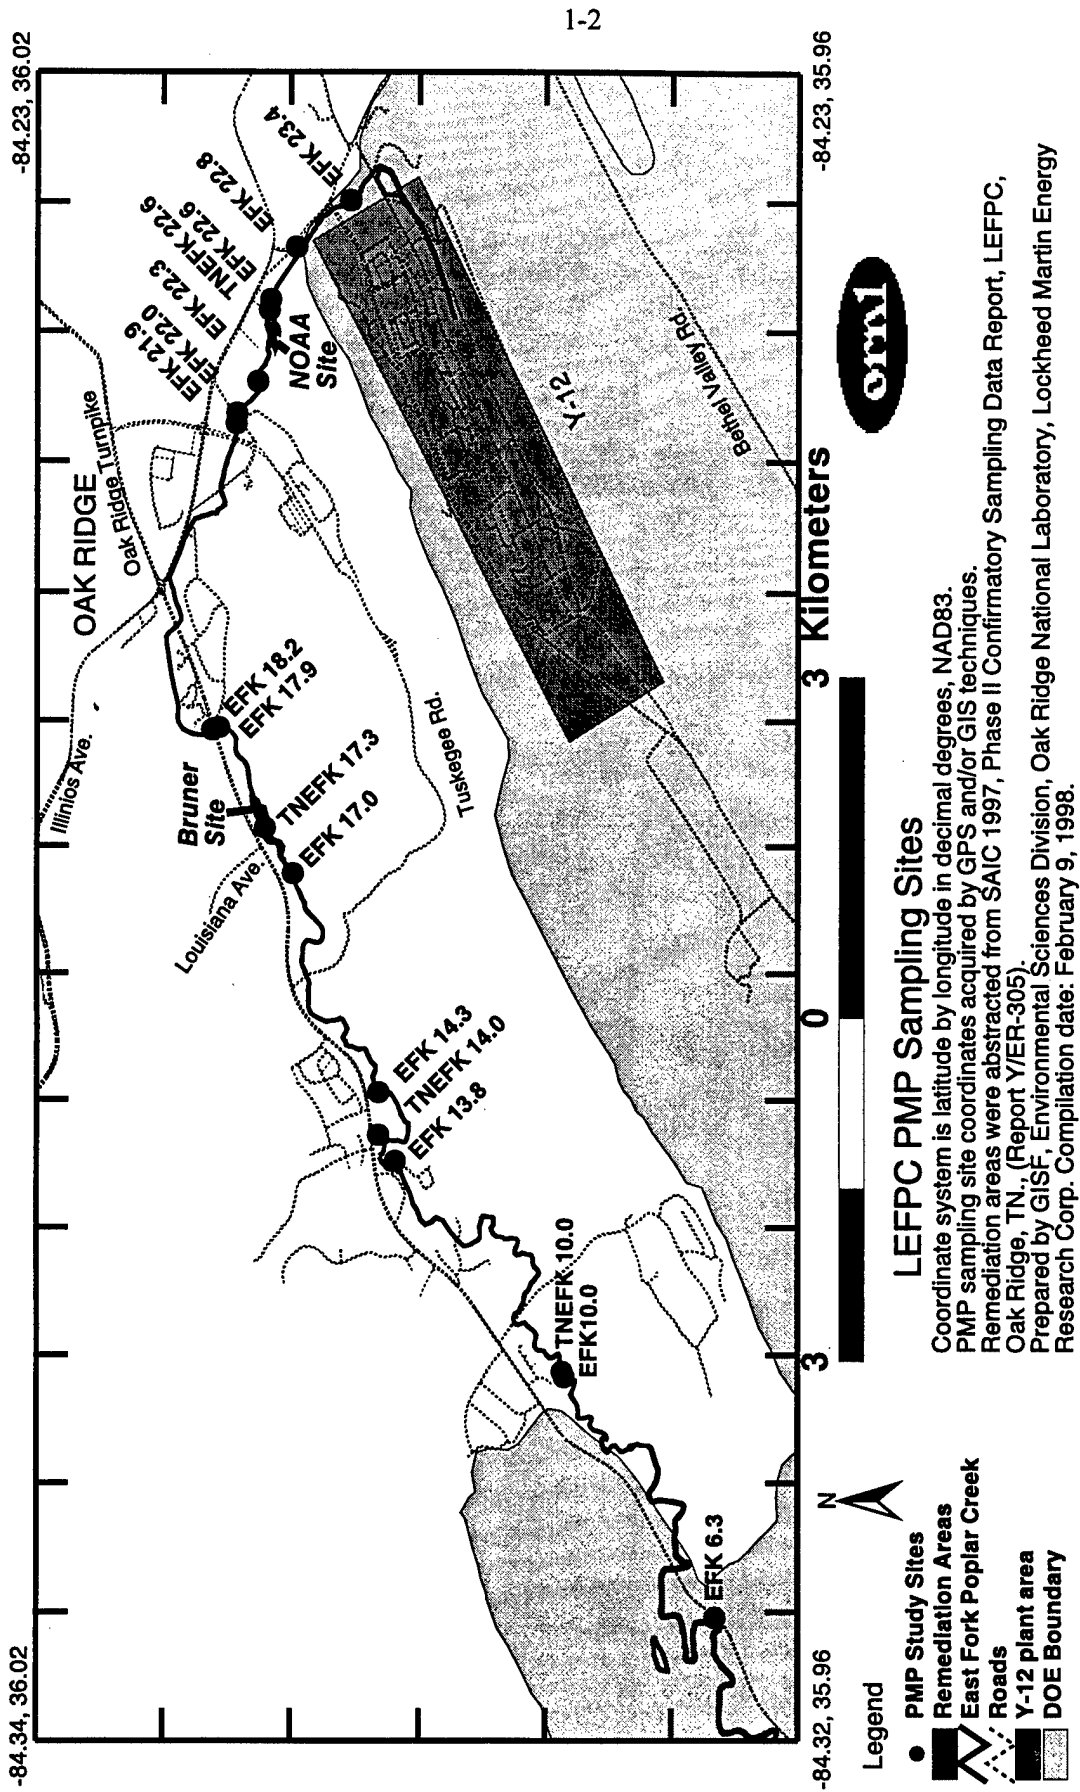 1-2
-84.34, 36.02
-84.23, 36.02
OAK RIDGE
Oak Ridge Turnpike
Illinios Ave.
Louisiana Ave.
Tuskegee Rd.
Bethel Valley Rd.
Y-12
Bruner
Site
NOAA
Site
EFK 6.3
TNEFK 10.0
EFK10.0
EFK 13.8
TNEFK 14.0
EFK 14.3
EFK 17.0
TNEFK 17.3
EFK 17.9
EFK 18.2
EFK 21.9
EFK 22.0
EFK 22.3
TNEFK 22.6
EFK 22.6
EFK 22.8
EFK 23.4
-84.32, 35.96
-84.23, 35.96
N
3 0 3 Kilometers
ornl
Legend
PMP Study Sites
Remediation Areas
East Fork Poplar Creek
Roads
Y-12 plant area
DOE Boundary
LEFPC PMP Sampling Sites
Coordinate system is latitude by longitude in decimal degrees, NAD83.
PMP sampling site coordinates acquired by GPS and/or GIS techniques.
Remediation areas were abstracted from SAIC 1997, Phase II Confirmatory Sampling Data Report, LEFPC,
Oak Ridge, TN., (Report Y/ER-305).
Prepared by GISF, Environmental Sciences Division, Oak Ridge National Laboratory, Lockheed Martin Energy
Research Corp. Compilation date: February 9, 1998.